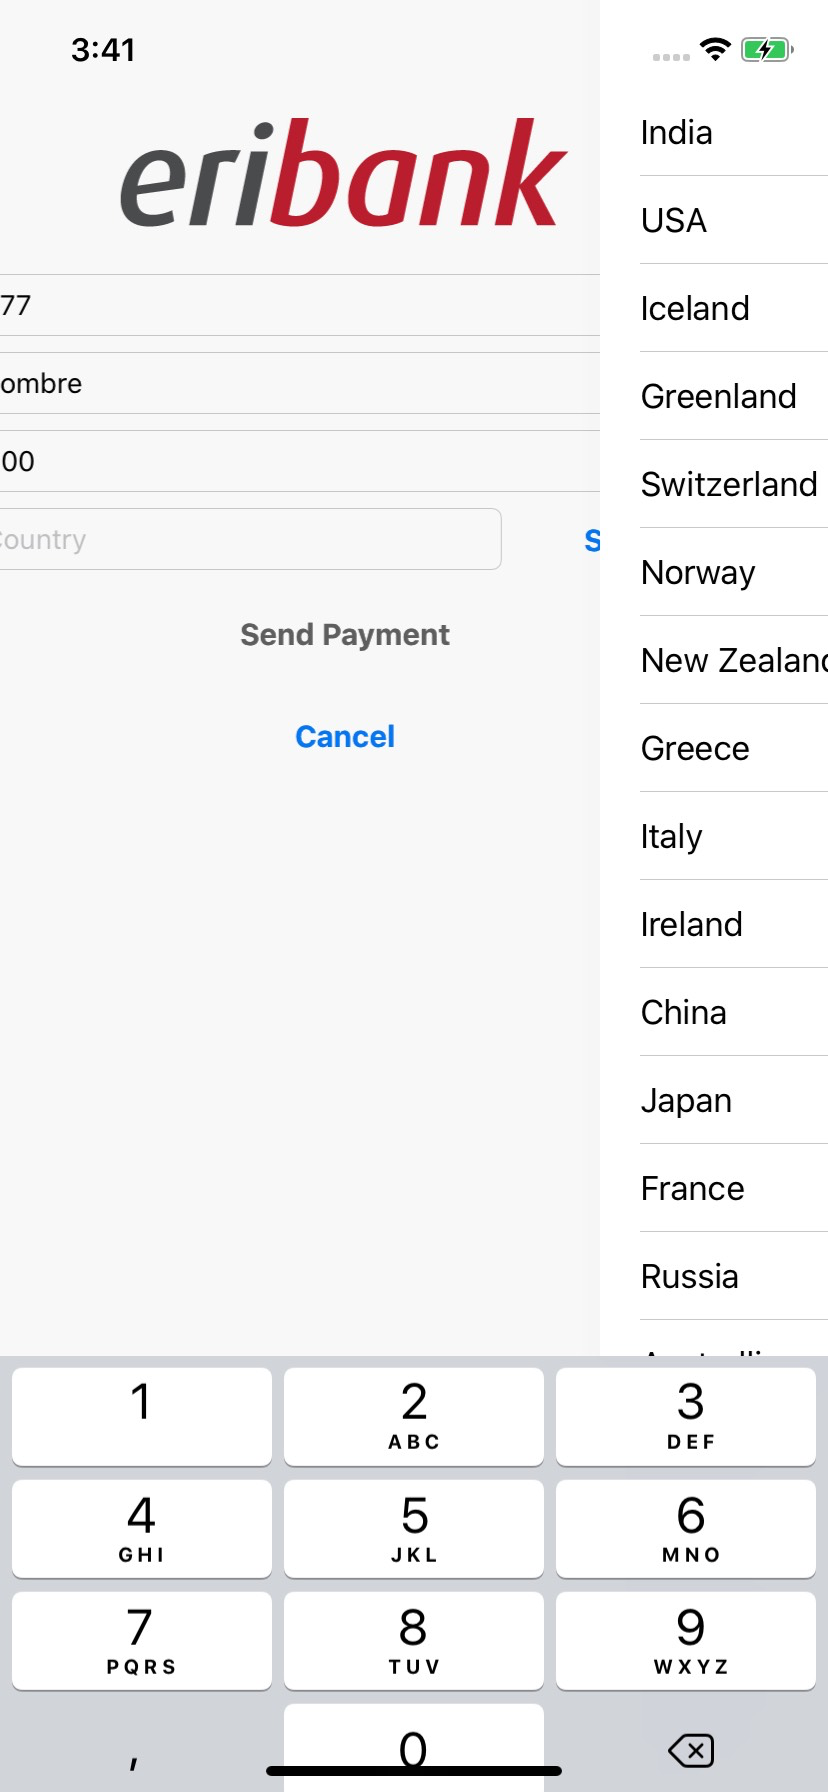 3:41
eribank
77
ombre
00
Country
S
Send Payment
Cancel
India
USA
Iceland
Greenland
Switzerland
Norway
New Zealand
Greece
Italy
Ireland
China
Japan
France
Russia
1
2
ABC
3
DEF
4
GHI
5
JKL
6
MNO
7
PQRS
8
TUV
9
WXYZ
,
0